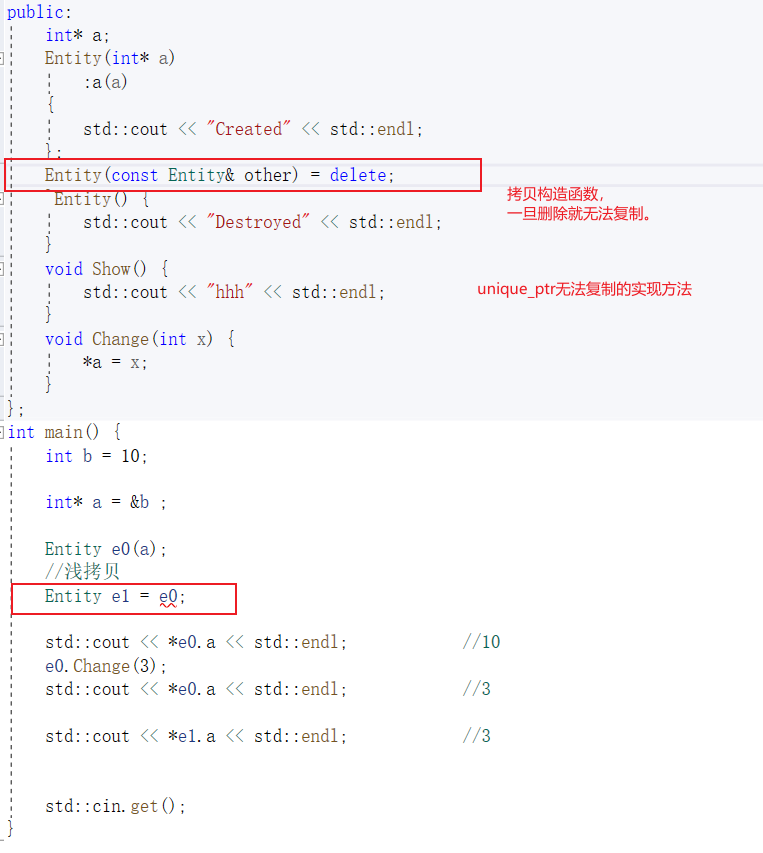 public:
int* a;
Entity(int* a)
:a(a)
{
std::cout << "Created" << std::endl;
};
Entity(const Entity& other) = delete;
拷贝构造函数，
一旦删除就无法复制。
~Entity() {
std::cout << "Destroyed" << std::endl;
}
void Show() {
std::cout << "hhh" << std::endl;
unique_ptr无法复制的实现方法
}
void Change(int x) {
*a = x;
}
};
int main() {
int b = 10;
int* a = &b ;
Entity e0(a);
//浅拷贝
Entity e1 = e0;
std::cout << *e0.a << std::endl; //10
e0.Change(3);
std::cout << *e0.a << std::endl; //3
std::cout << *e1.a << std::endl; //3
std::cin.get();
}